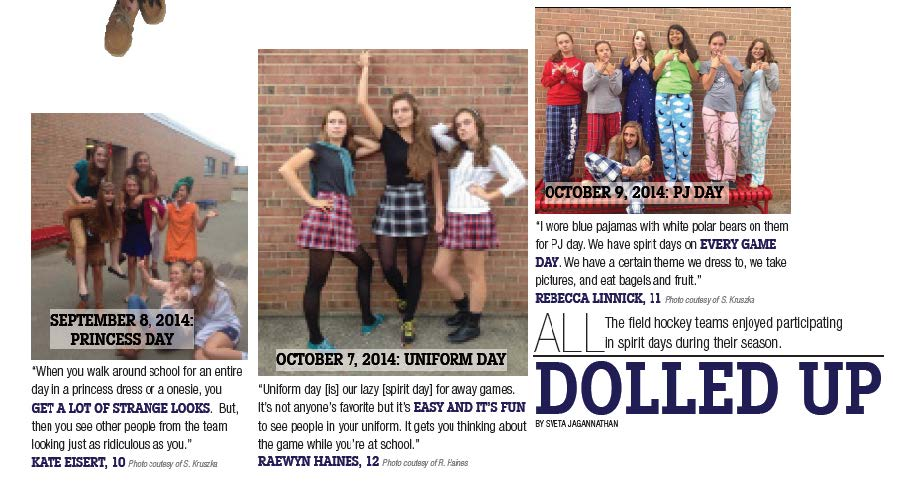 SEPTEMBER 8, 2014:
PRINCESS DAY
“When you walk around school for an entire
day in a princess dress or a onesie, you
GET A LOT OF STRANGE LOOKS. But,
then you see other people from the team
looking just as ridiculous as you.”
KATE EISERT, 10 Photo coutesy of S. Kruszka
OCTOBER 7, 2014: UNIFORM DAY
“Uniform day [is] our lazy [spirit day] for away games.
It’s not anyone’s favorite but it’s EASY AND IT’S FUN
to see people in your uniform. It gets you thinking about
the game while you’re at school.”
RAEWYN HAINES, 12 Photo coutesy of R. Haines
OCTOBER 9, 2014: PJ DAY
“I wore blue pajamas with white polar bears on them
for PJ day. We have spirit days on EVERY GAME
DAY. We have a certain theme we dress to, we take
pictures, and eat bagels and fruit.”
REBECCA LINNICK, 11 Photo coutesy of S. Kruszka
ALL The field hockey teams enjoyed participating
in spirit days during their season.
DOLLED UP
BY SVETA JAGANNATHAN